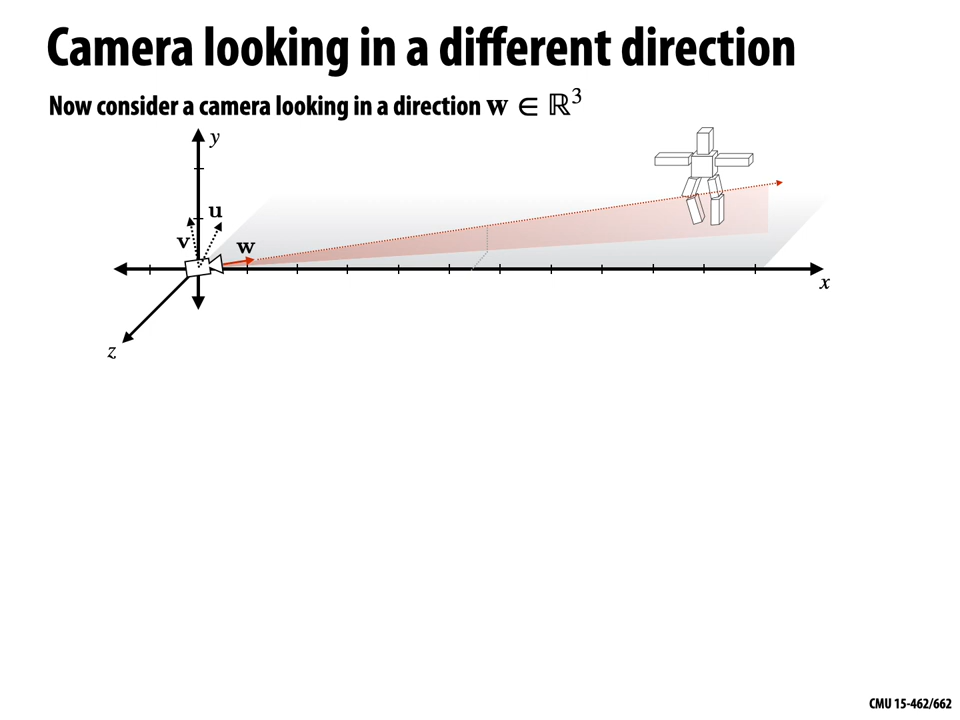 Camera looking in a different direction
Now consider a camera looking in a direction w ∈ ℝ³
y
u
v
w
x
z
CMU 15-462/662